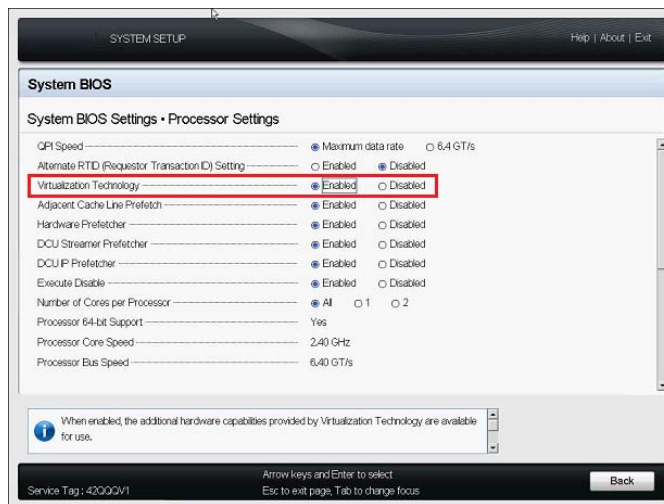 SYSTEM SETUP
Help | About | Exit
System BIOS
System BIOS Settings • Processor Settings
QPI Speed Maximum data rate 6.4 GT/s
Alternate RTID (Requestor Transaction ID) Setting Enabled Disabled
Virtualization Technology Enabled Disabled
Adjacent Cache Line Prefetch Enabled Disabled
Hardware Prefetcher Enabled Disabled
DCU Streamer Prefetcher Enabled Disabled
DCU IP Prefetcher Enabled Disabled
Execute Disable Enabled Disabled
Number of Cores per Processor All 1 2
Processor 64-bit Support Yes
Processor Core Speed 2.40 GHz
Processor Bus Speed 6.40 GT/s
When enabled, the additional hardware capabilities provided by Virtualization Technology are available
for use.
Service Tag : 42QQQV1
Arrow keys and Enter to select
Esc to exit page, Tab to change focus
Back